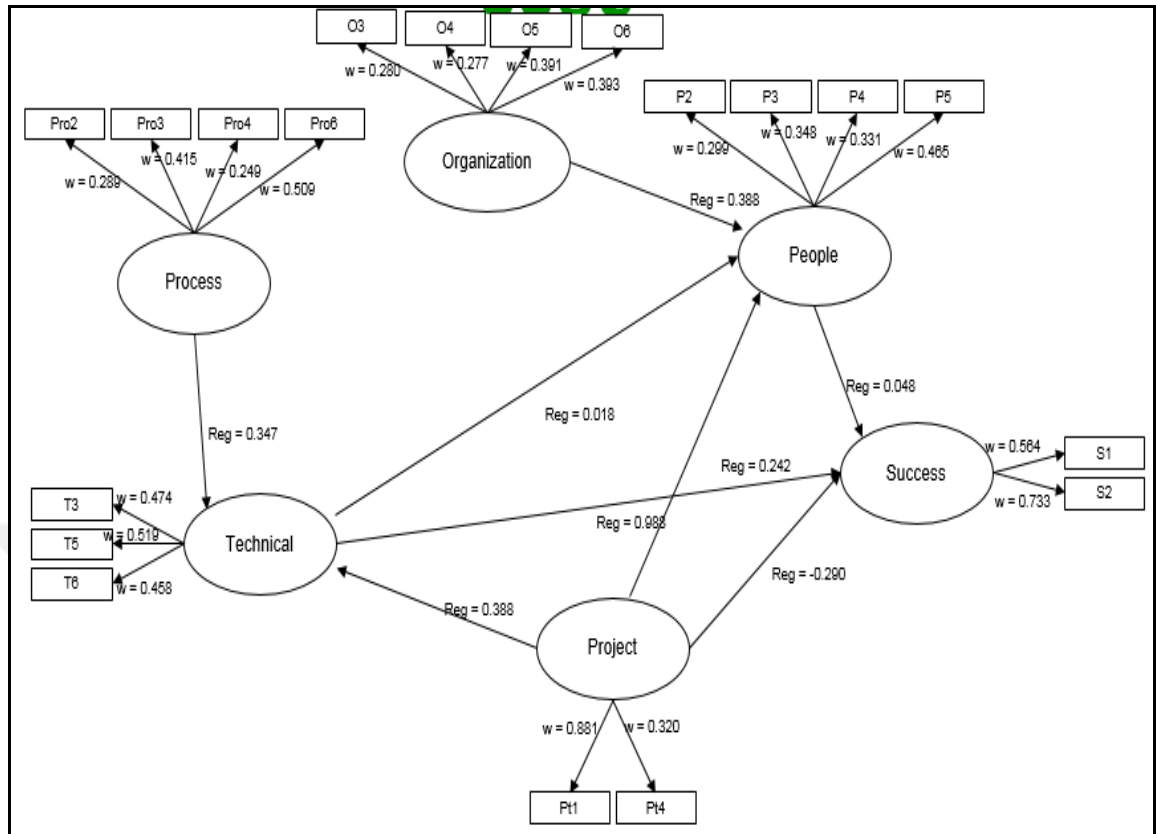 O3
O4
O5
O6
w = 0.280
w = 0.277
w = 0.391
w = 0.393
P2
P3
P4
P5
w = 0.299
w = 0.348
w = 0.331
w = 0.465
Pro2
Pro3
Pro4
Pro6
w = 0.289
w = 0.415
w = 0.249
w = 0.509
Organization
Reg = 0.388
People
Process
Reg = 0.048
Reg = 0.018
Reg = 0.347
Reg = 0.242
Success
w = 0.564
S1
S2
w = 0.733
T3
T5
T6
w = 0.474
w = 0.519
w = 0.458
Technical
Reg = 0.988
Reg = -0.290
Reg = 0.388
Project
w = 0.881
w = 0.320
Pt1
Pt4